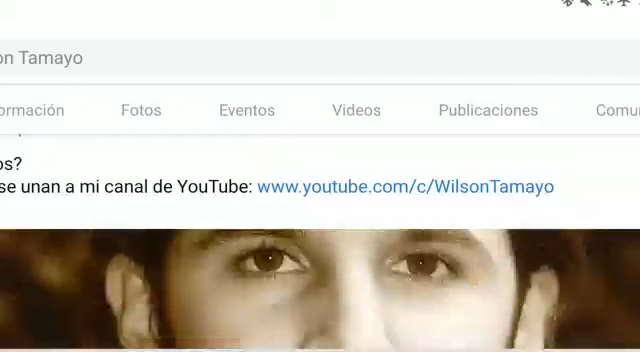 on Tamayo
ormación Fotos Eventos Videos Publicaciones Comu
os?
se unan a mi canal de YouTube: www.youtube.com/c/WilsonTamayo